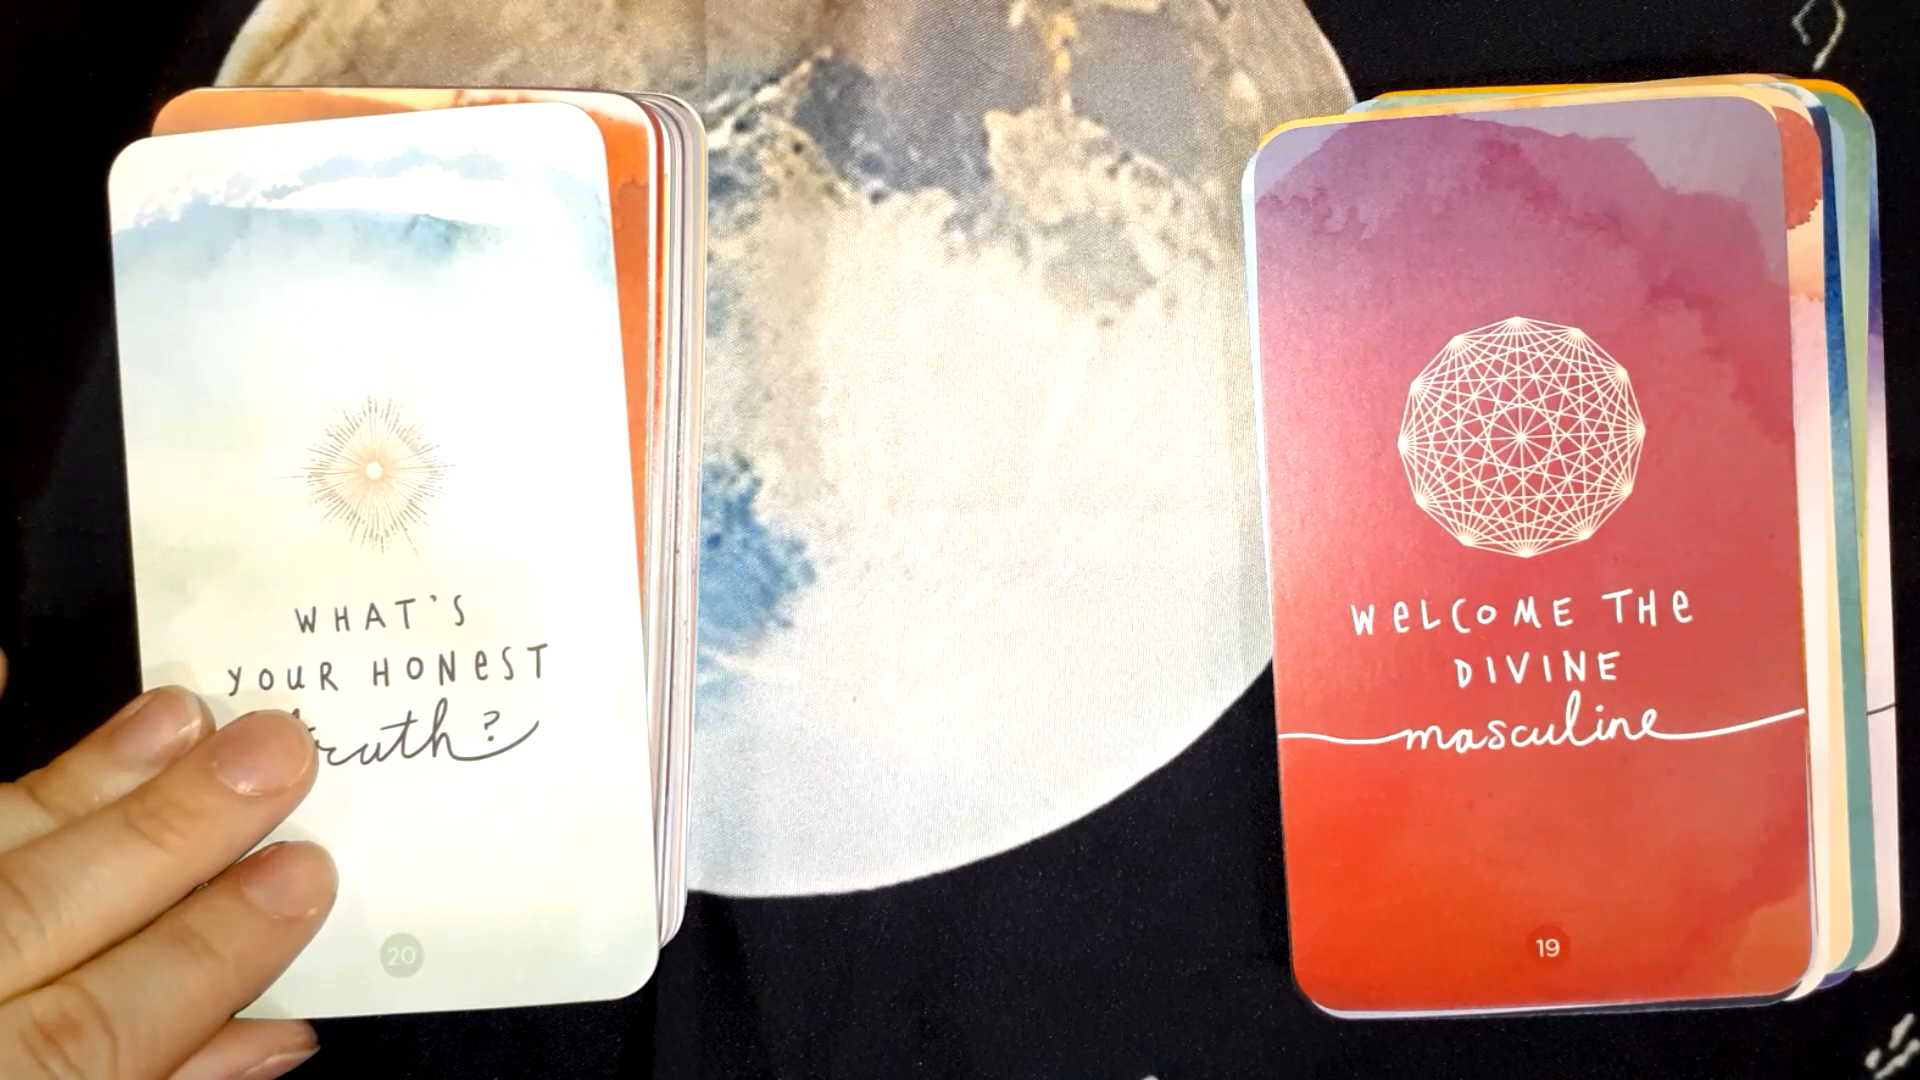 WHAT'S
YOUR HONEST
truth?
20
WELCOME THE
DIVINE
masculine
19